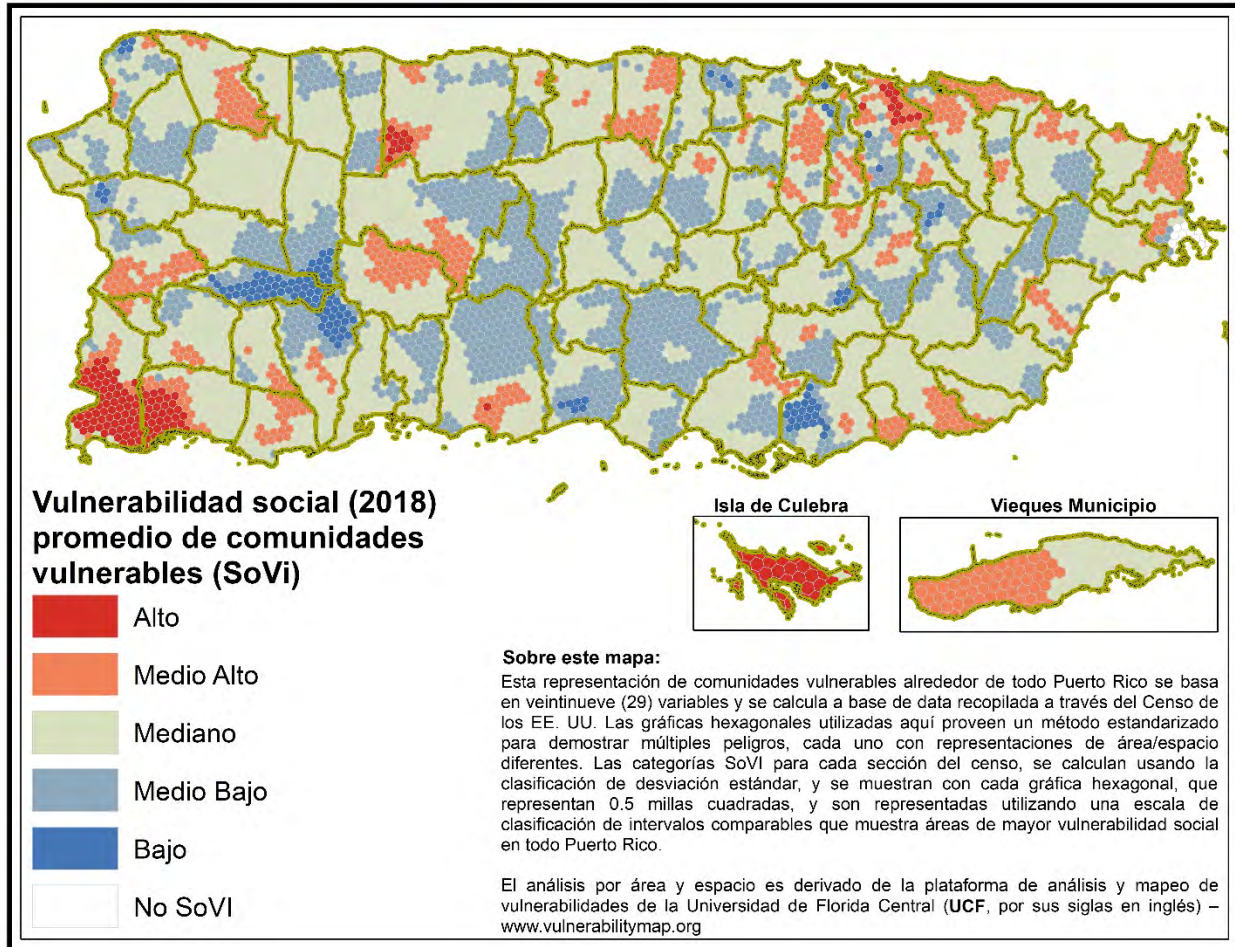 Vulnerabilidad social (2018)
promedio de comunidades
vulnerables (SoVi)
Alto
Medio Alto
Mediano
Medio Bajo
Bajo
No SoVI
Isla de Culebra
Vieques Municipio
Sobre este mapa:
Esta representación de comunidades vulnerables alrededor de todo Puerto Rico se basa
en veintinueve (29) variables y se calcula a base de data recopilada a través del Censo de
los EE. UU. Las gráficas hexagonales utilizadas aquí proveen un método estandarizado
para demostrar múltiples peligros, cada uno con representaciones de área/espacio
diferentes. Las categorías SoVI para cada sección del censo, se calculan usando la
clasificación de desviación estándar, y se muestran con cada gráfica hexagonal, que
representan 0.5 millas cuadradas, y son representadas utilizando una escala de
clasificación de intervalos comparables que muestra áreas de mayor vulnerabilidad social
en todo Puerto Rico.
El análisis por área y espacio es derivado de la plataforma de análisis y mapeo de
vulnerabilidades de la Universidad de Florida Central (UCF, por sus siglas en inglés) –
www.vulnerabilitymap.org